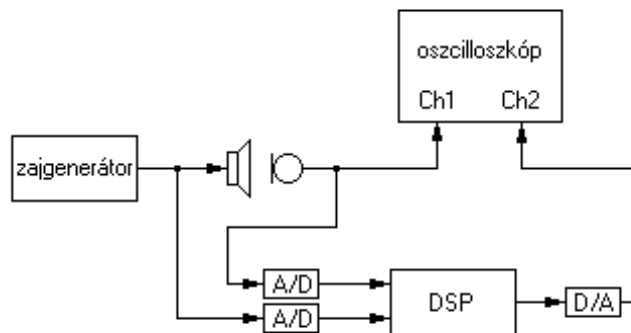 oszcilloszkóp
Ch1 Ch2
zajgenerátor
A/D
A/D
DSP
D/A